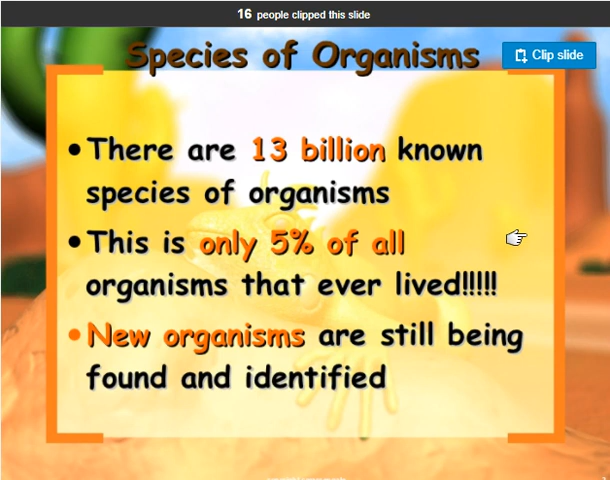 16 people clipped this slide
Species of Organisms
Clip slide
•There are 13 billion known
species of organisms
•This is only 5% of all
organisms that ever lived!!!!!
•New organisms are still being
found and identified